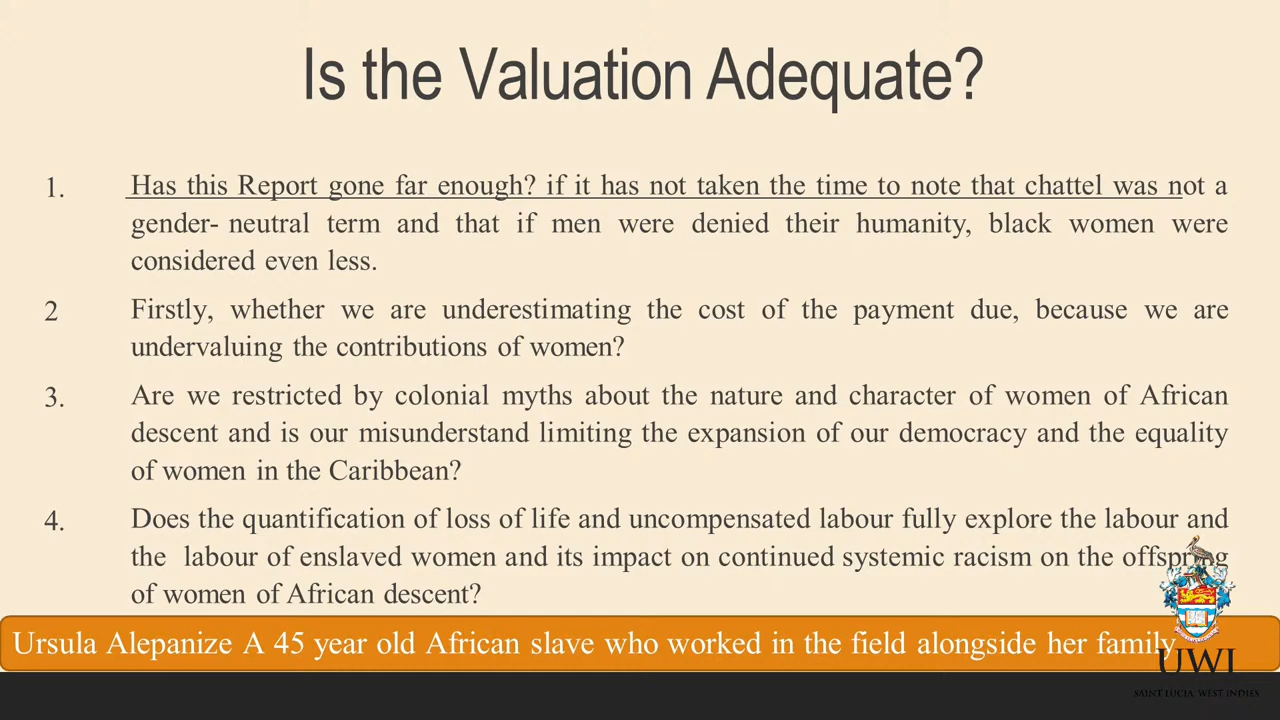 Is the Valuation Adequate?
1. Has this Report gone far enough? if it has not taken the time to note that chattel was not a
gender- neutral term and that if men were denied their humanity, black women were
considered even less.
2 Firstly, whether we are underestimating the cost of the payment due, because we are
undervaluing the contributions of women?
3. Are we restricted by colonial myths about the nature and character of women of African
descent and is our misunderstand limiting the expansion of our democracy and the equality
of women in the Caribbean?
4. Does the quantification of loss of life and uncompensated labour fully explore the labour and
the labour of enslaved women and its impact on continued systemic racism on the offspring
of women of African descent?
Ursula Alepanize A 45 year old African slave who worked in the field alongside her family
UWI
SAINT LUCIA, WEST INDIES